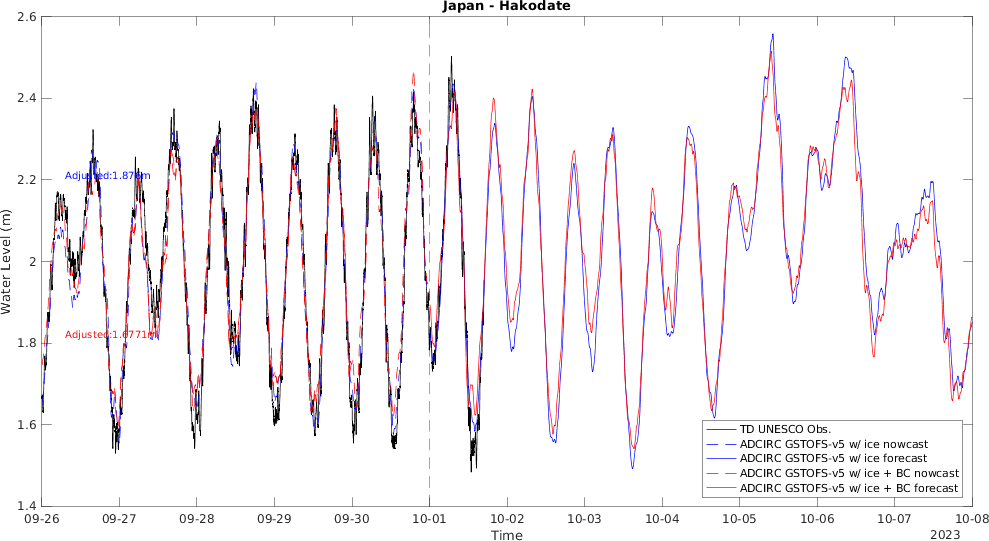 Japan - Hakodate
2.6
2.4
2.2
2
1.8
1.6
1.4
Water Level (m)
Adjusted:1.876m
Adjusted:1.6771m
TD UNESCO Obs.
ADCIRC GSTOFS-v5 w/ ice nowcast
ADCIRC GSTOFS-v5 w/ ice forecast
ADCIRC GSTOFS-v5 w/ ice + BC nowcast
ADCIRC GSTOFS-v5 w/ ice + BC forecast
09-26 09-27 09-28 09-29 09-30 10-01 10-02 10-03 10-04 10-05 10-06 10-07 10-08
Time
2023